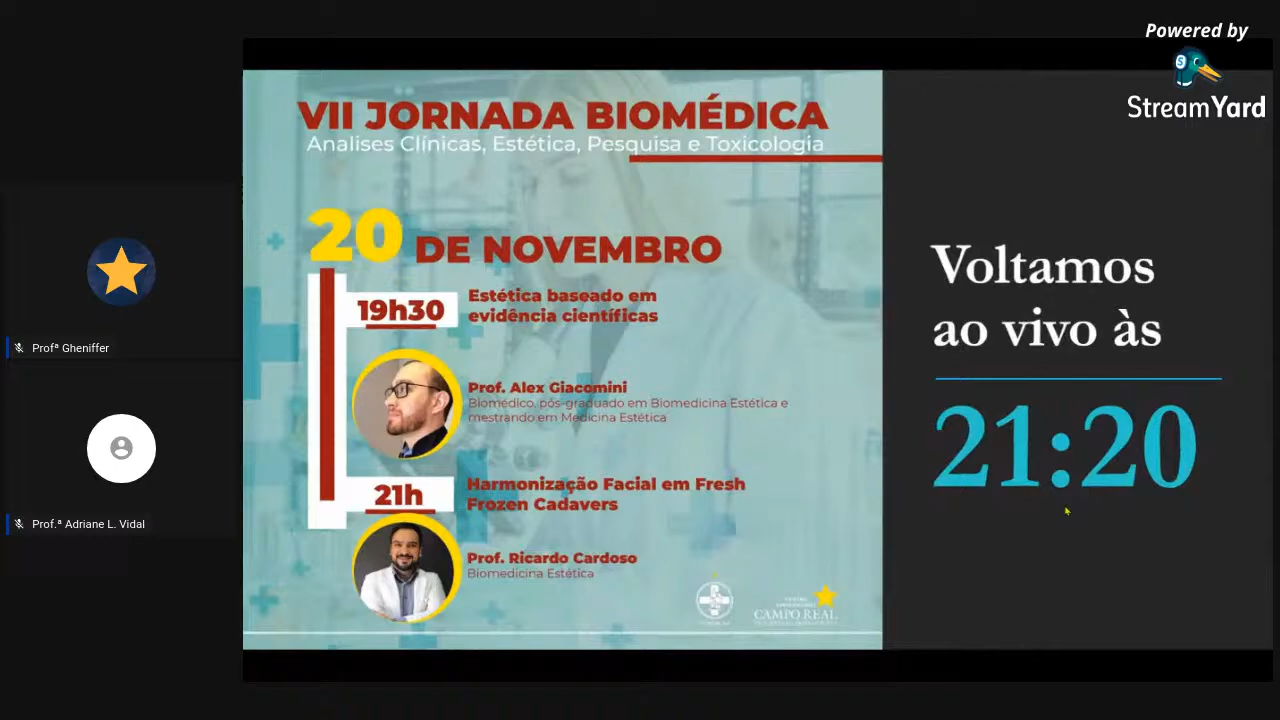 Powered by
StreamYard
VII JORNADA BIOMÉDICA
Analises Clínicas, Estética, Pesquisa e Toxicologia
20 DE NOVEMBRO
19h30
Estética baseado em
evidência científicas
Prof. Alex Giacomini
Biomédico, pós-graduado em Biomedicina Estética e
mestrando em Medicina Estética
21h
Harmonização Facial em Fresh
Frozen Cadavers
Prof. Ricardo Cardoso
Biomedicina Estética
CAMPO REAL
Voltamos
ao vivo às
21:20
Profª Gheniffer
Prof.ª Adriane L. Vidal